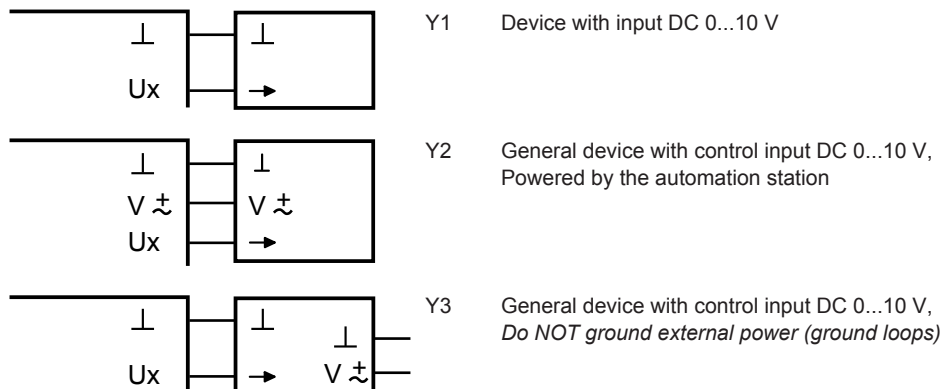 ⊥ ⊥ Y1 Device with input DC 0...10 V
Ux →
⊥ ⊥ Y2 General device with control input DC 0...10 V,
Powered by the automation station
V ± ~ V ± ~
Ux →
⊥ ⊥ Y3 General device with control input DC 0...10 V,
Do NOT ground external power (ground loops)
⊥
Ux → V ± ~